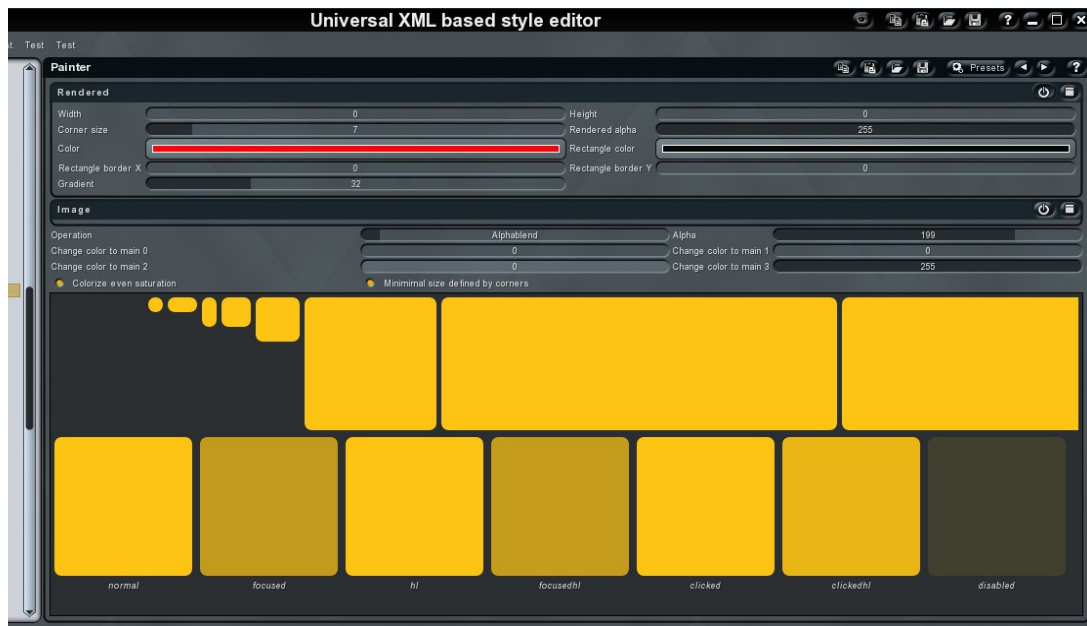 Universal XML based style editor
Test Test
Painter Presets
Rendered
Width 0 Height 0
Corner size 7 Rendered alpha 255
Color Rectangle color
Rectangle border X 0 Rectangle border Y 0
Gradient 32
Image
Operation Alphablend Alpha 199
Change color to main 0 0 Change color to main 1 0
Change color to main 2 0 Change color to main 3 255
Colorize even saturation Minimimal size defined by corners
normal focused hl focusedhl clicked clickedhl disabled